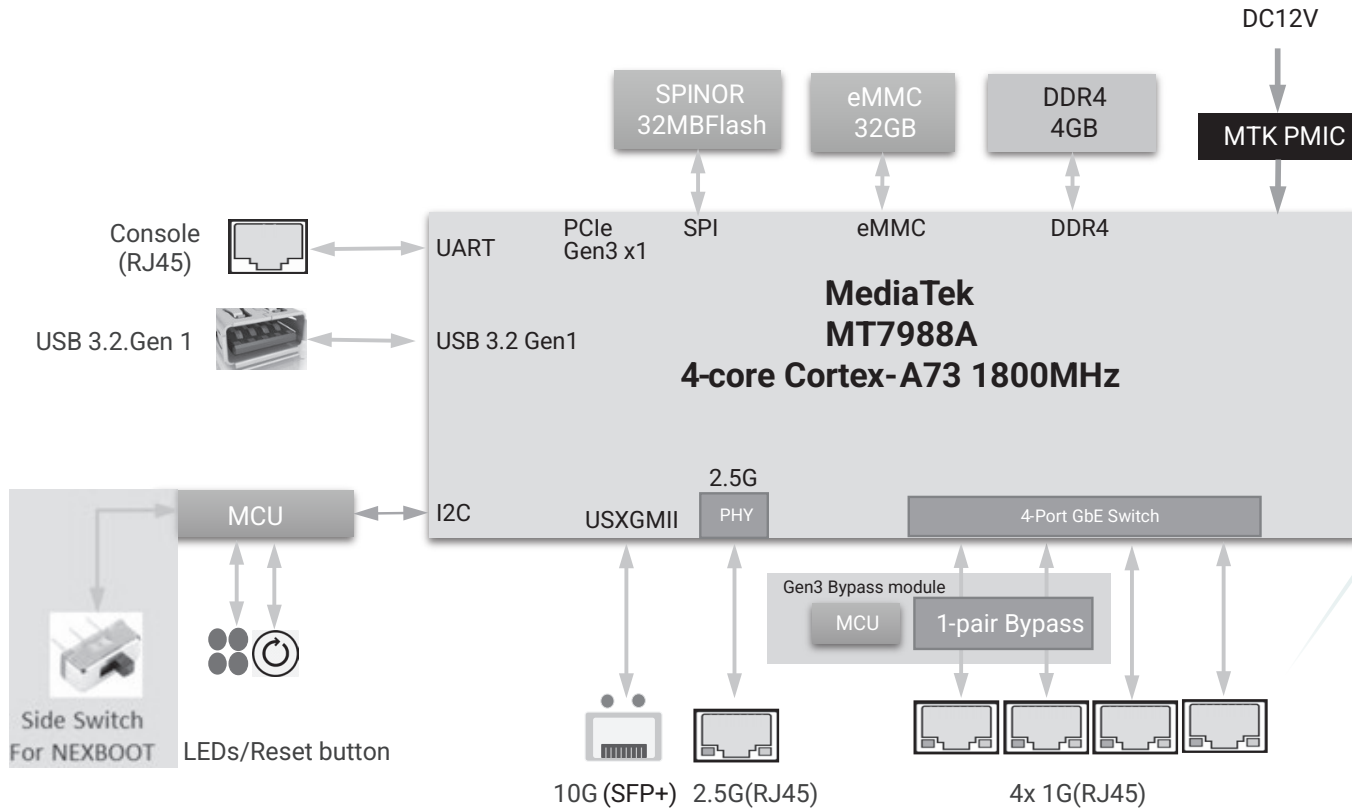 DC12V
SPINOR
32MBFlash
eMMC
32GB
DDR4
4GB
MTK PMIC
Console
(RJ45)
UART
PCIe
Gen3 x1
SPI
eMMC
DDR4
MediaTek
MT7988A
4-core Cortex-A73 1800MHz
USB 3.2.Gen 1
USB 3.2 Gen1
2.5G
MCU
I2C
USXGMII
PHY
4-Port GbE Switch
Gen3 Bypass module
MCU
1-pair Bypass
Side Switch
For NEXBOOT
LEDs/Reset button
10G (SFP+)
2.5G(RJ45)
4x 1G(RJ45)